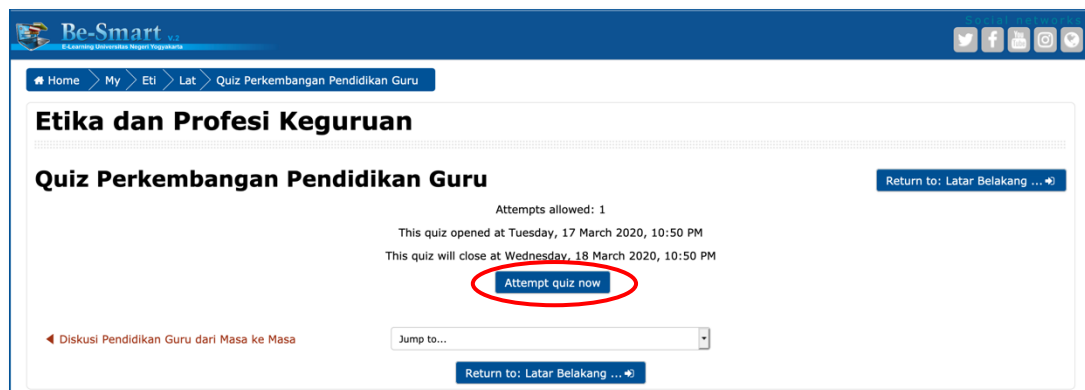 Social networks
Be-Smart v.2
E-Learning Universitas Negeri Yogyakarta
Home My Eti Lat Quiz Perkembangan Pendidikan Guru
Etika dan Profesi Keguruan
Quiz Perkembangan Pendidikan Guru
Return to: Latar Belakang ...
Attempts allowed: 1
This quiz opened at Tuesday, 17 March 2020, 10:50 PM
This quiz will close at Wednesday, 18 March 2020, 10:50 PM
Attempt quiz now
Diskusi Pendidikan Guru dari Masa ke Masa
Jump to...
Return to: Latar Belakang ...